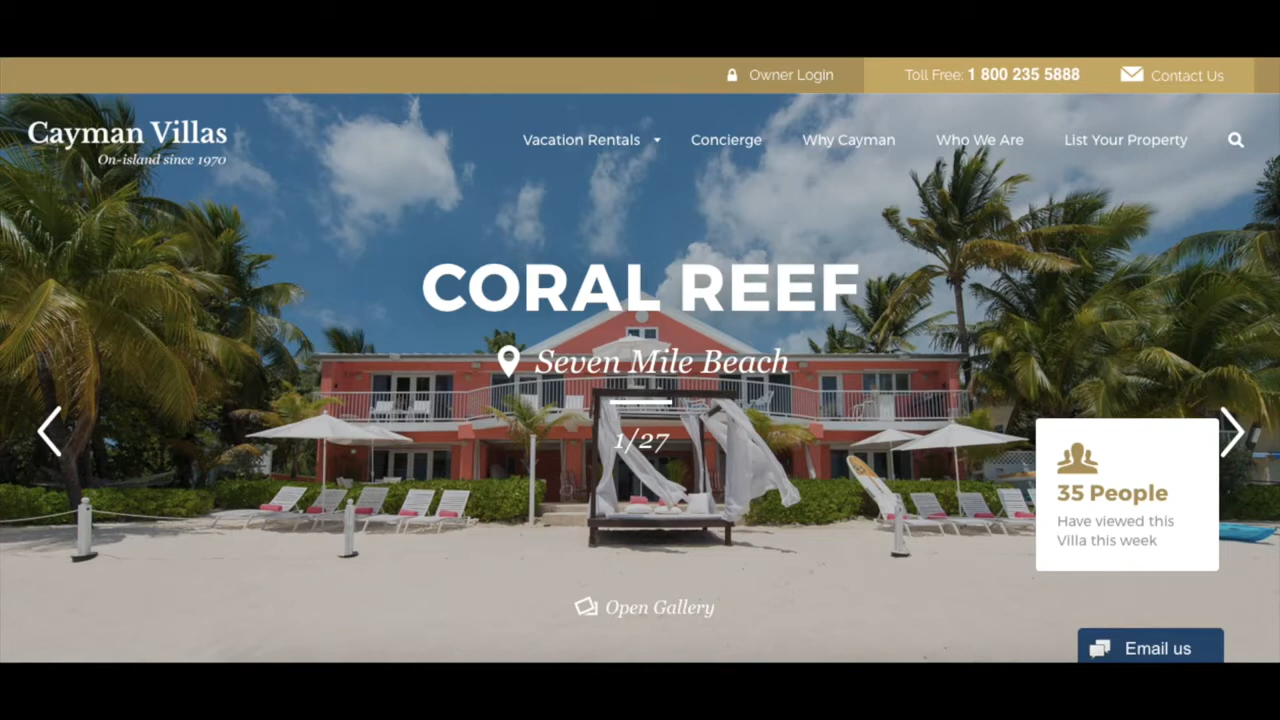 Owner Login
Toll Free: 1 800 235 5888
Contact Us
Cayman Villas
On-island since 1970
Vacation Rentals
Concierge
Why Cayman
Who We Are
List Your Property
CORAL REEF
Seven Mile Beach
1/27
35 People
Have viewed this
Villa this week
Open Gallery
Email us